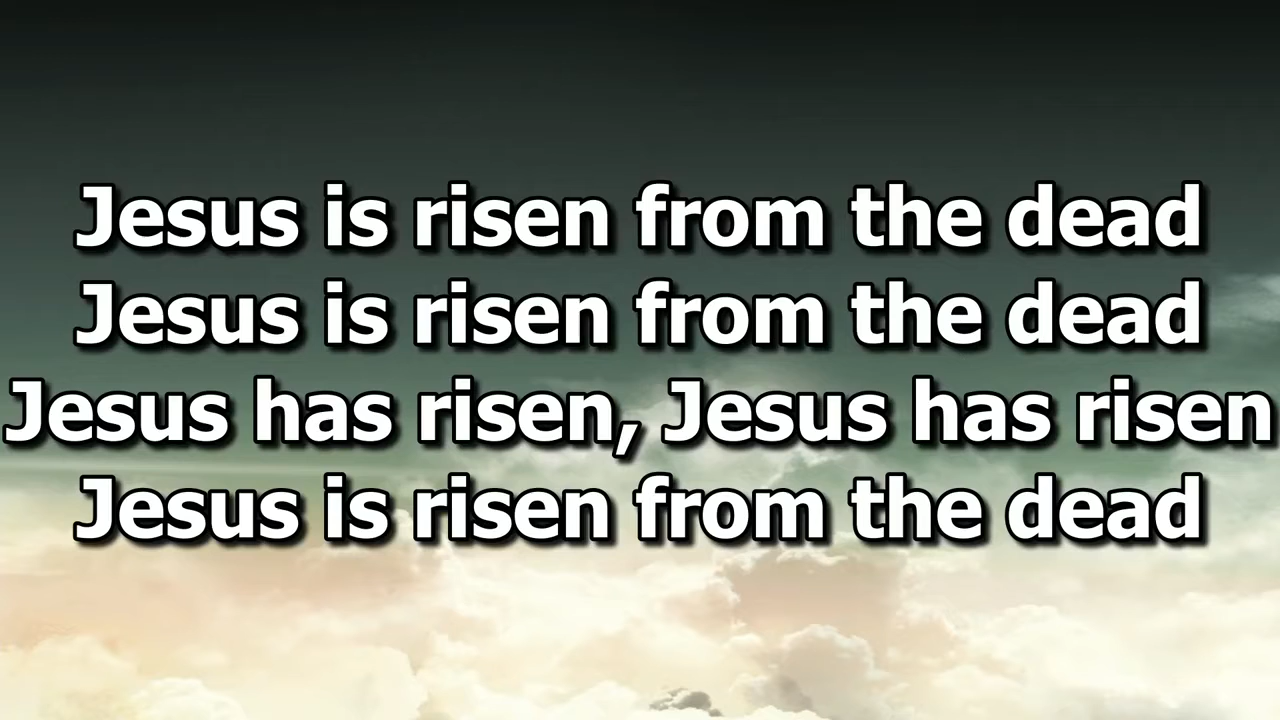 Jesus is risen from the dead
Jesus is risen from the dead
Jesus has risen, Jesus has risen
Jesus is risen from the dead